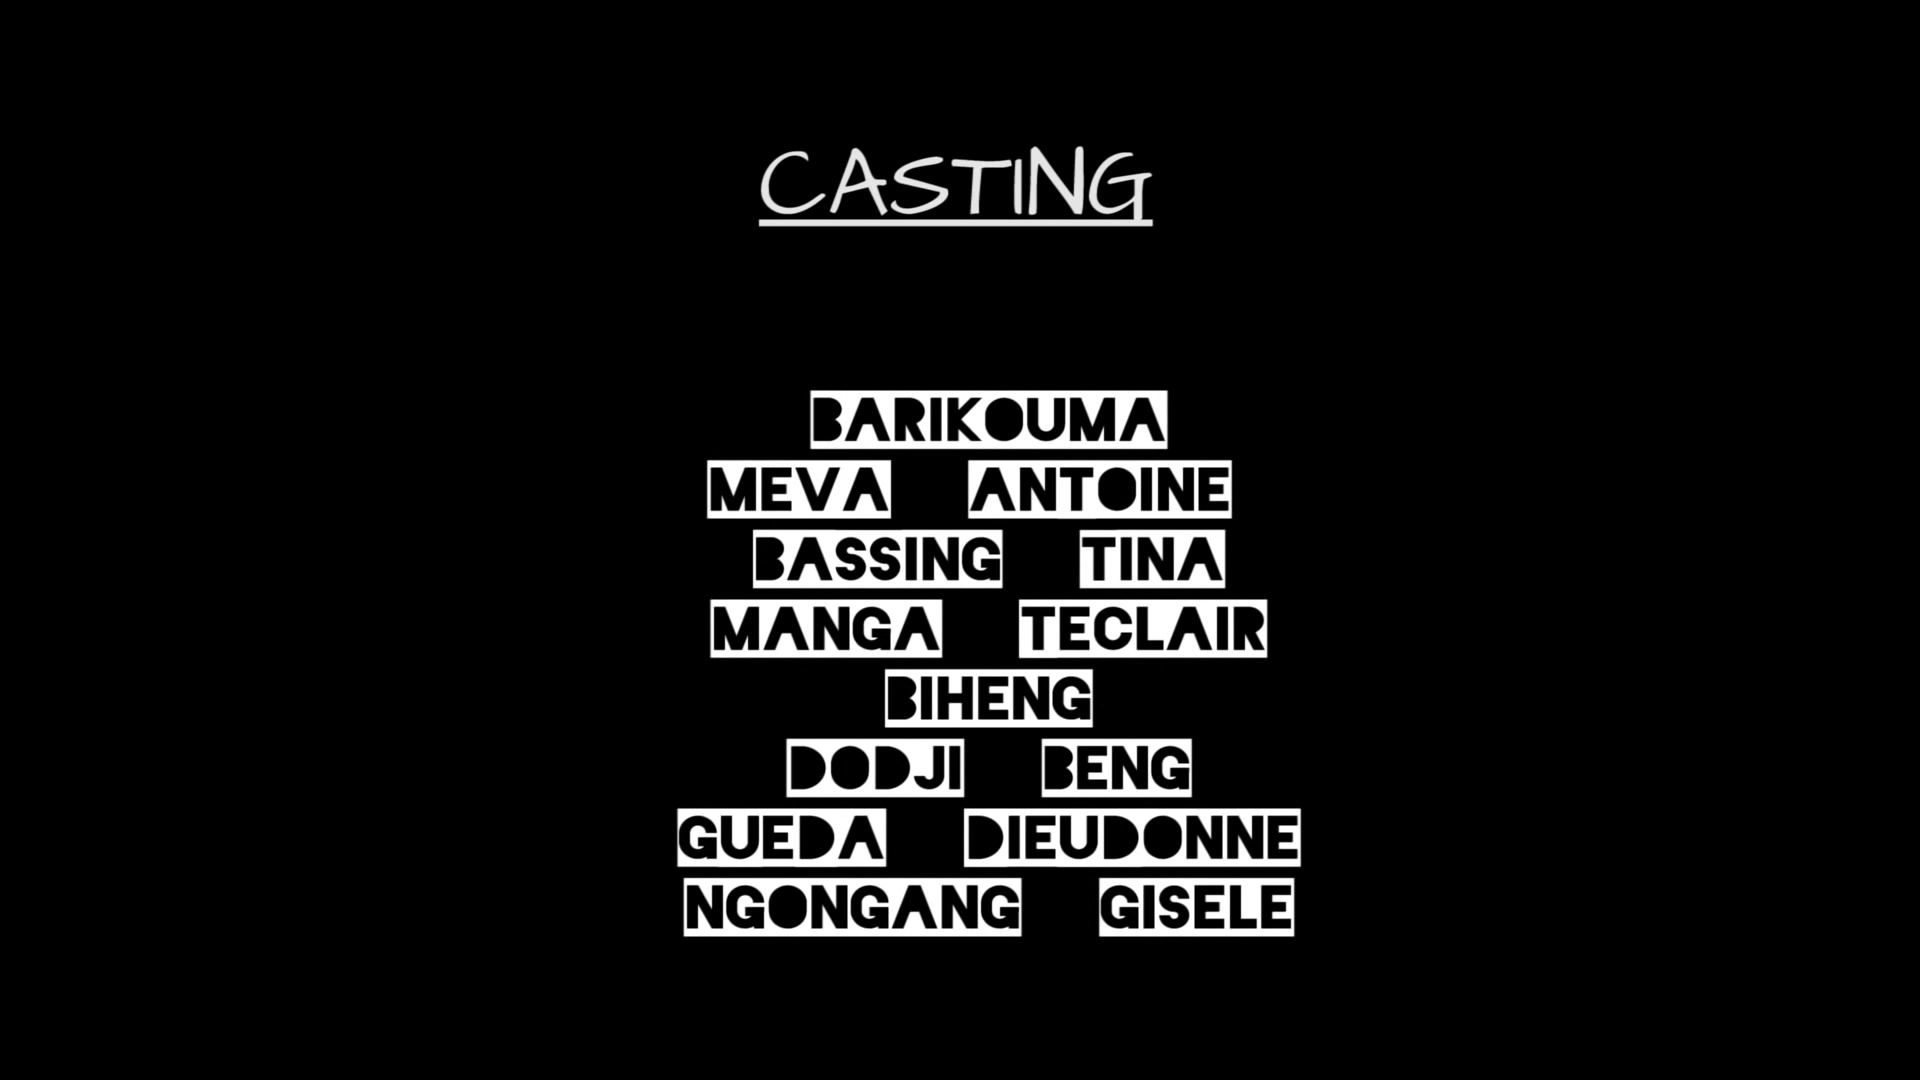 CASTING
BARIKOUMA
MEVA ANTOINE
BASSING TINA
MANGA TECLAIR
BIHENG
DODJI BENG
GUEDA DIEUDONNE
NGONGANG GISELE